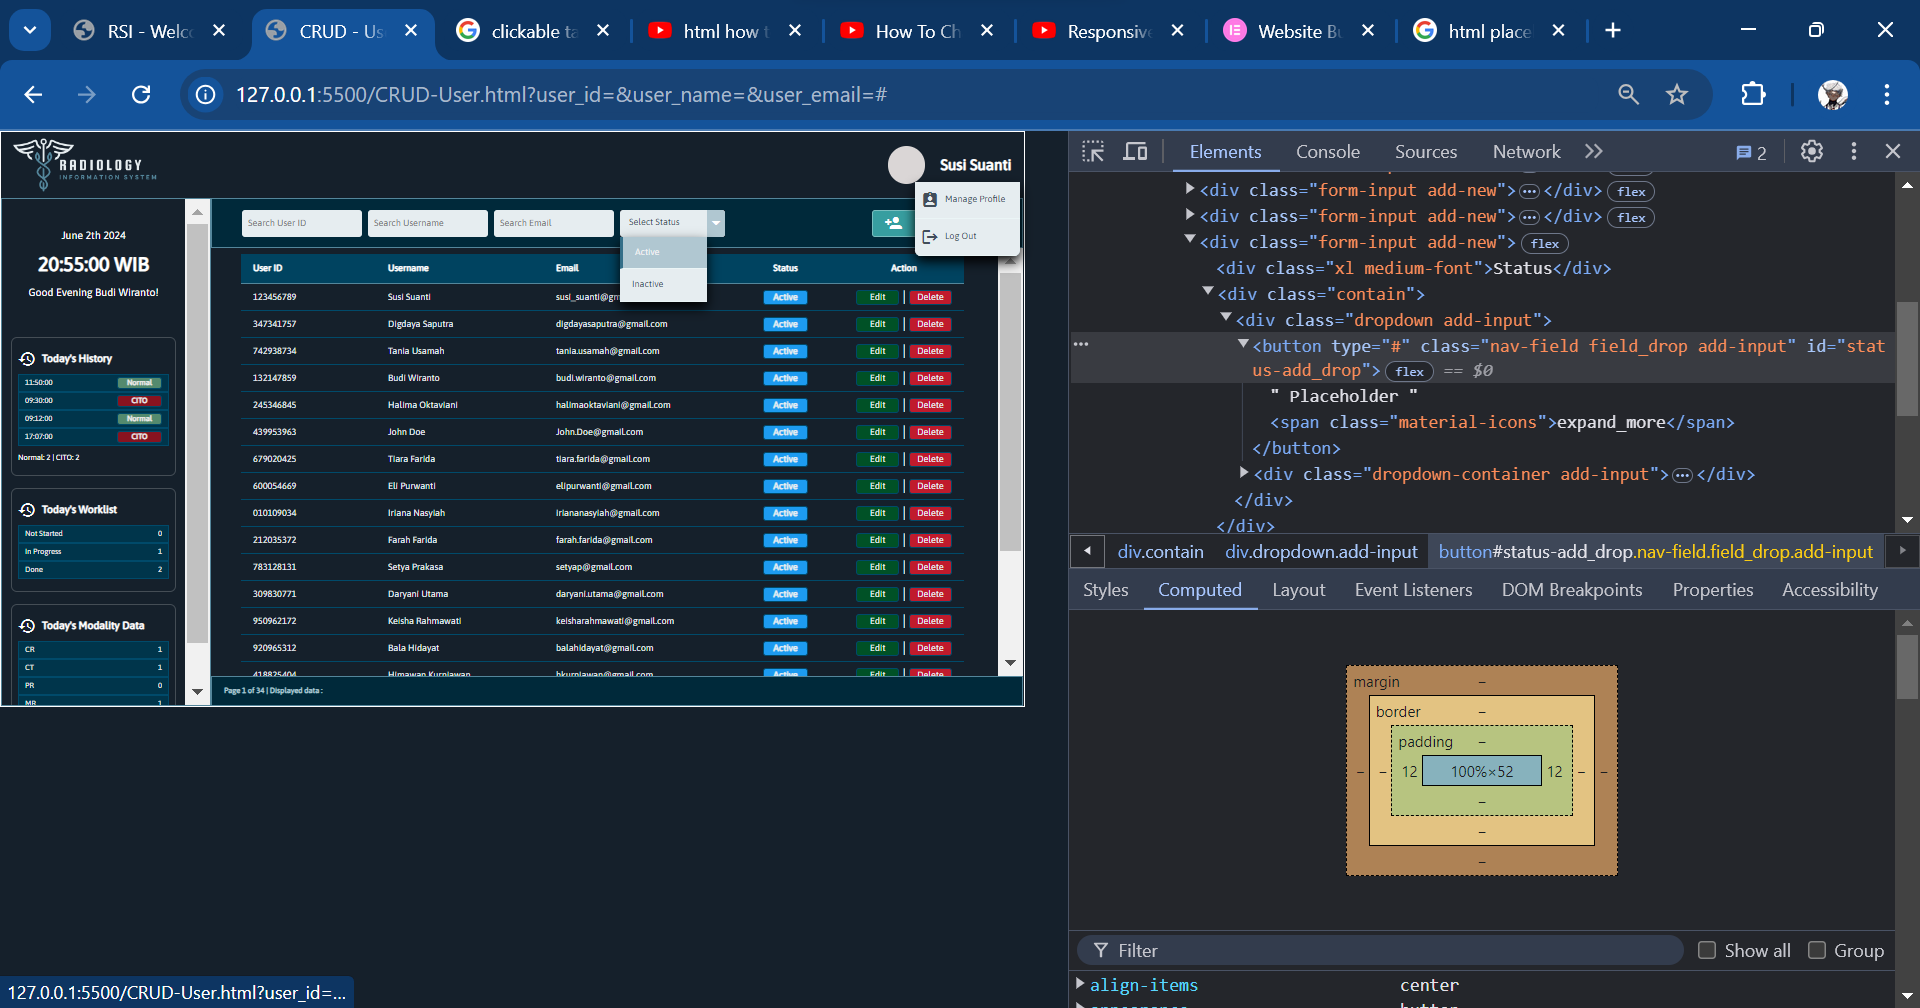 RSI - Welc
CRUD - Us
clickable ta
html how t
How To Ch
Responsiv
Website Bu
html place
127.0.0.1:5500/CRUD-User.html?user_id=&user_name=&user_email=#
RADIOLOGY
INFORMATION SYSTEM
Susi Suanti
Manage Profile
Log Out
June 2th 2024
20:55:00 WIB
Good Evening Budi Wiranto!
Today's History
11:50:00 Normal
09:30:00 CITO
09:12:00 Normal
17:07:00 CITO
Normal: 2 | CITO: 2
Today's Worklist
Not Started 0
In Progress 1
Done 2
Today's Modality Data
CR 1
CT 1
PR 0
MR 1
Search User ID
Search Username
Search Email
Select Status
Active
Inactive
User ID Username Email Status Action
123456789 Susi Suanti susi_suanti@gm Active Edit | Delete
347341757 Digdaya Saputra digdayasaputra@gmail.com Active Edit | Delete
742938734 Tania Usamah tania.usamah@gmail.com Active Edit | Delete
132147859 Budi Wiranto budi.wiranto@gmail.com Active Edit | Delete
245346845 Halima Oktaviani halimaoktaviani@gmail.com Active Edit | Delete
439953963 John Doe John.Doe@gmail.com Active Edit | Delete
679020425 Tiara Farida tiara.farida@gmail.com Active Edit | Delete
600054669 Eli Purwanti elipurwanti@gmail.com Active Edit | Delete
010109034 Iriana Nasyiah iriananasyiah@gmail.com Active Edit | Delete
212035372 Farah Farida farah.farida@gmail.com Active Edit | Delete
783128131 Setya Prakasa setyap@gmail.com Active Edit | Delete
309830771 Daryani Utama daryani.utama@gmail.com Active Edit | Delete
950962172 Keisha Rahmawati keisharahmawati@gmail.com Active Edit | Delete
920965312 Bala Hidayat balahidayat@gmail.com Active Edit | Delete
418825404 Himawan Kurniawan hkurniawan@gmail.com Active Edit | Delete
Page 1 of 34 | Displayed data :
127.0.0.1:5500/CRUD-User.html?user_id=...
Elements Console Sources Network 2
<div class="form-input add-new"> ... </div> flex
<div class="form-input add-new"> ... </div> flex
<div class="form-input add-new"> flex
<div class="xl medium-font">Status</div>
<div class="contain">
<div class="dropdown add-input">
<button type="#" class="nav-field field_drop add-input" id="stat
us-add_drop"> flex == $0
" Placeholder "
<span class="material-icons">expand_more</span>
</button>
<div class="dropdown-container add-input"> ... </div>
</div>
</div>
div.contain div.dropdown.add-input button#status-add_drop.nav-field.field_drop.add-input
Styles Computed Layout Event Listeners DOM Breakpoints Properties Accessibility
margin –
border –
padding –
– – 12 100%×52 12 – –
–
–
–
Filter Show all Group
align-items center